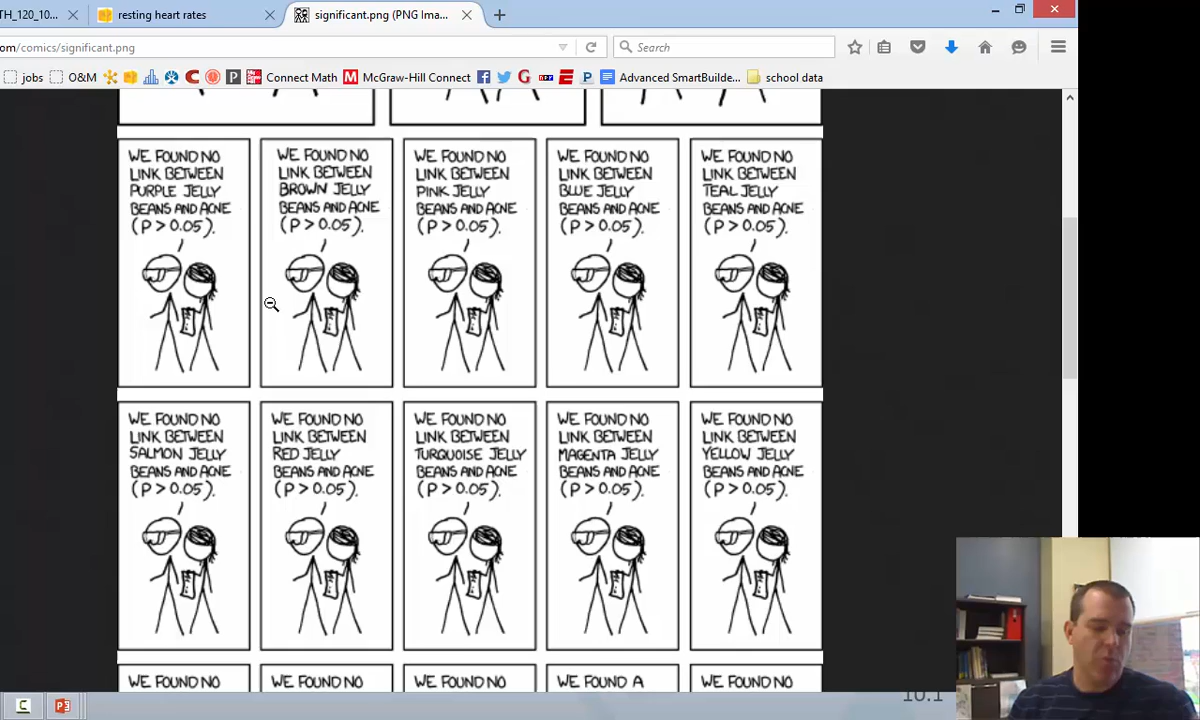 TH_120_10...
resting heart rates
significant.png (PNG Ima...
om/comics/significant.png
Search
jobs
O&M
Connect Math
McGraw-Hill Connect
Advanced SmartBuilde...
school data
WE FOUND NO
LINK BETWEEN
PURPLE JELLY
BEANS AND ACNE
(P > 0.05).
WE FOUND NO
LINK BETWEEN
BROWN JELLY
BEANS AND ACNE
(P > 0.05).
WE FOUND NO
LINK BETWEEN
PINK JELLY
BEANS AND ACNE
(P > 0.05).
WE FOUND NO
LINK BETWEEN
BLUE JELLY
BEANS AND ACNE
(P > 0.05).
WE FOUND NO
LINK BETWEEN
TEAL JELLY
BEANS AND ACNE
(P > 0.05).
WE FOUND NO
LINK BETWEEN
SALMON JELLY
BEANS AND ACNE
(P > 0.05).
WE FOUND NO
LINK BETWEEN
RED JELLY
BEANS AND ACNE
(P > 0.05).
WE FOUND NO
LINK BETWEEN
TURQUOISE JELLY
BEANS AND ACNE
(P > 0.05).
WE FOUND NO
LINK BETWEEN
MAGENTA JELLY
BEANS AND ACNE
(P > 0.05).
WE FOUND NO
LINK BETWEEN
YELLOW JELLY
BEANS AND ACNE
(P > 0.05).
WE FOUND NO
WE FOUND NO
WE FOUND NO
WE FOUND A
WE FOUND NO
10.1